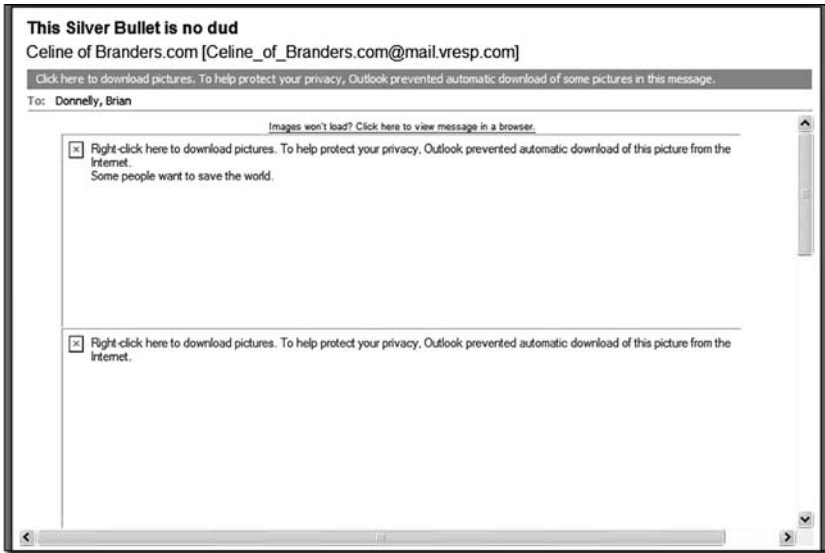 This Silver Bullet is no dud
Celine of Branders.com [Celine_of_Branders.com@mail.vresp.com]
Click here to download pictures. To help protect your privacy, Outlook prevented automatic download of some pictures in this message.
To: Donnelly, Brian
Images won't load? Click here to view message in a browser.
Right-click here to download pictures. To help protect your privacy, Outlook prevented automatic download of this picture from the
Internet.
Some people want to save the world.
Right-click here to download pictures. To help protect your privacy, Outlook prevented automatic download of this picture from the
Internet.